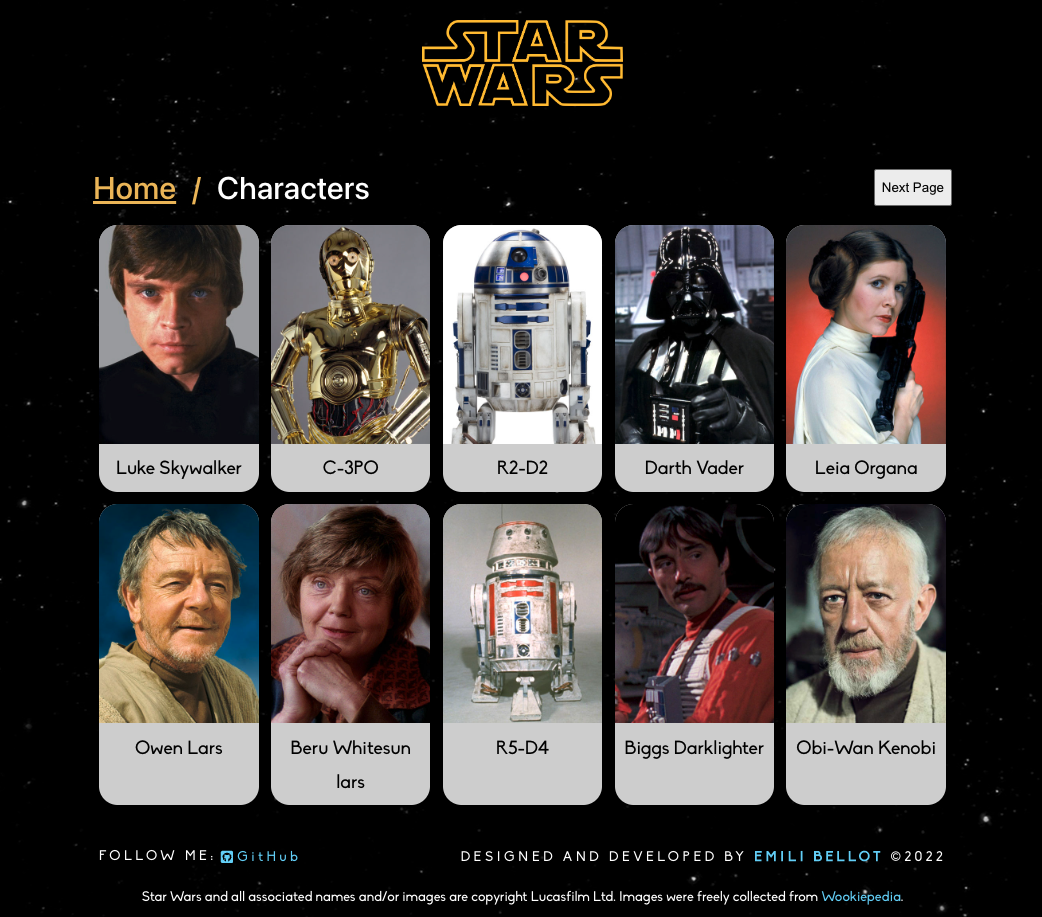 STAR
WARS
Home / Characters
Next Page
Luke Skywalker
C-3PO
R2-D2
Darth Vader
Leia Organa
Owen Lars
Beru Whitesun
lars
R5-D4
Biggs Darklighter
Obi-Wan Kenobi
FOLLOW ME: GitHub
DESIGNED AND DEVELOPED BY EMILI BELLOT ©2022
Star Wars and all associated names and/or images are copyright Lucasfilm Ltd. Images were freely collected from Wookiepedia.